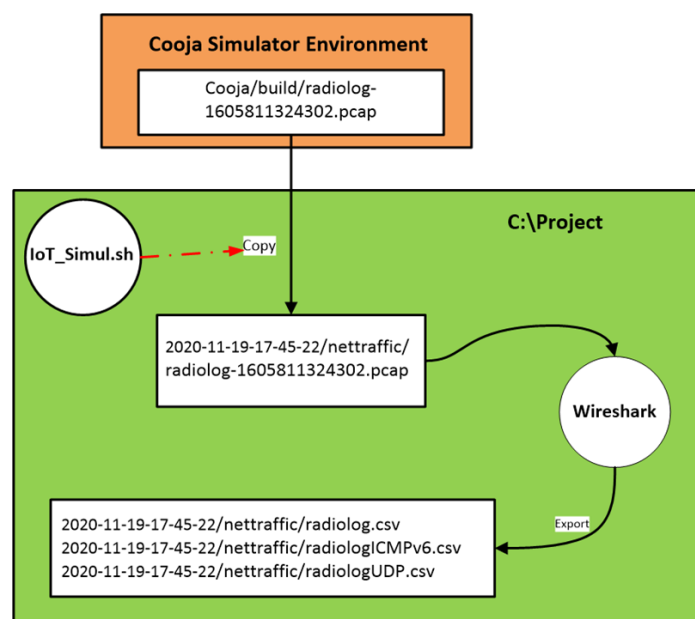 Cooja Simulator Environment
Cooja/build/radiolog-
1605811324302.pcap
C:\Project
IoT_Simul.sh
Copy
2020-11-19-17-45-22/nettraffic/
radiolog-1605811324302.pcap
Wireshark
Export
2020-11-19-17-45-22/nettraffic/radiolog.csv
2020-11-19-17-45-22/nettraffic/radiologICMPv6.csv
2020-11-19-17-45-22/nettraffic/radiologUDP.csv